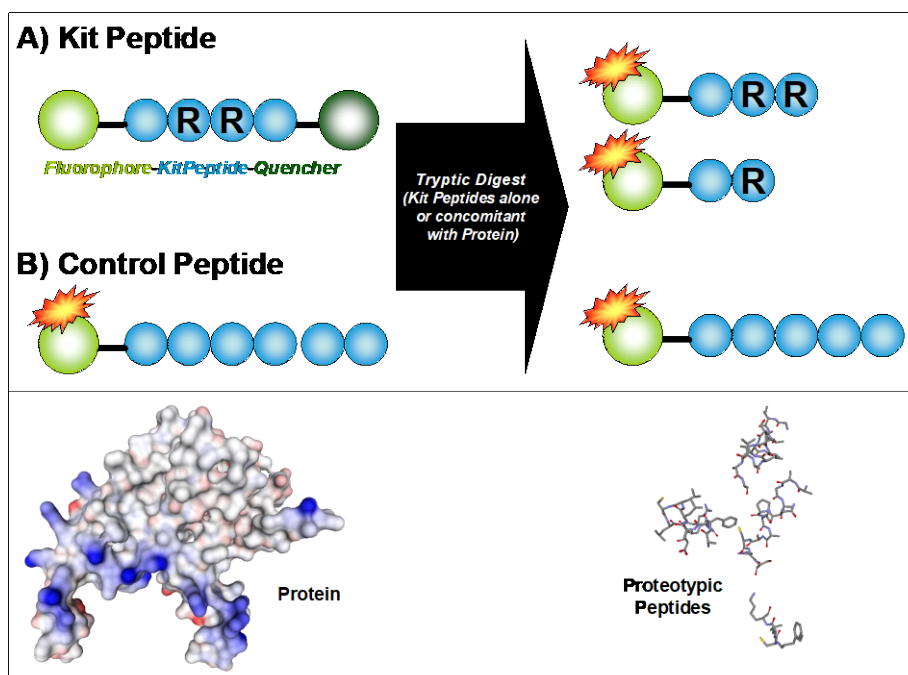 A) Kit Peptide
R R
Fluorophore-KitPeptide-Quencher
R R
R
Tryptic Digest
(Kit Peptides alone
or concomitant
with Protein)
B) Control Peptide
Protein
Proteotypic
Peptides